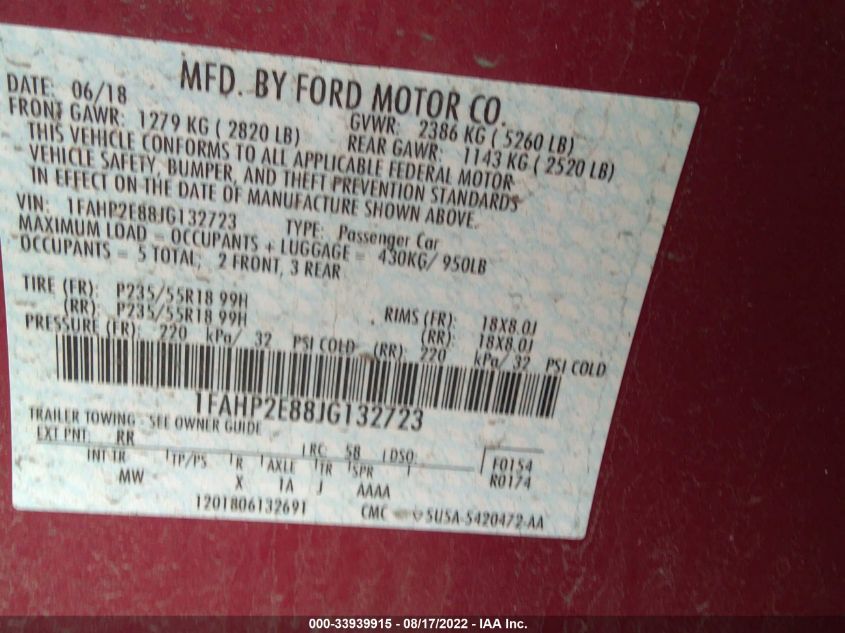 MFD. BY FORD MOTOR CO.
DATE: 06/18 GVWR: 2386 KG ( 5260 LB)
FRONT GAWR: 1279 KG ( 2820 LB) REAR GAWR: 1143 KG ( 2520 LB)
THIS VEHICLE CONFORMS TO ALL APPLICABLE FEDERAL MOTOR
VEHICLE SAFETY, BUMPER, AND THEFT PREVENTION STANDARDS
IN EFFECT ON THE DATE OF MANUFACTURE SHOWN ABOVE.
VIN: 1FAHP2E88JG132723 TYPE: Passenger Car
MAXIMUM LOAD = OCCUPANTS + LUGGAGE = 430KG/ 950LB
OCCUPANTS = 5 TOTAL; 2 FRONT, 3 REAR
TIRE (FR): P235/55R18 99H RIMS (FR): 18X8.0J
(RR): P235/55R18 99H (RR): 18X8.0J
PRESSURE (FR): 220 kPa/ 32 PSI COLD (RR): 220 kPa/ 32 PSI COLD
1FAHP2E88JG132723
TRAILER TOWING - SEE OWNER GUIDE
EXT PNT: RR RC: 58 DSO: F0154
INT TR TP/PS R AXLE TR SPR R0174
MW X 1A J AAAA
1201806132691 CMC 5U5A-5420472-AA
000-33939915 - 08/17/2022 - IAA Inc.